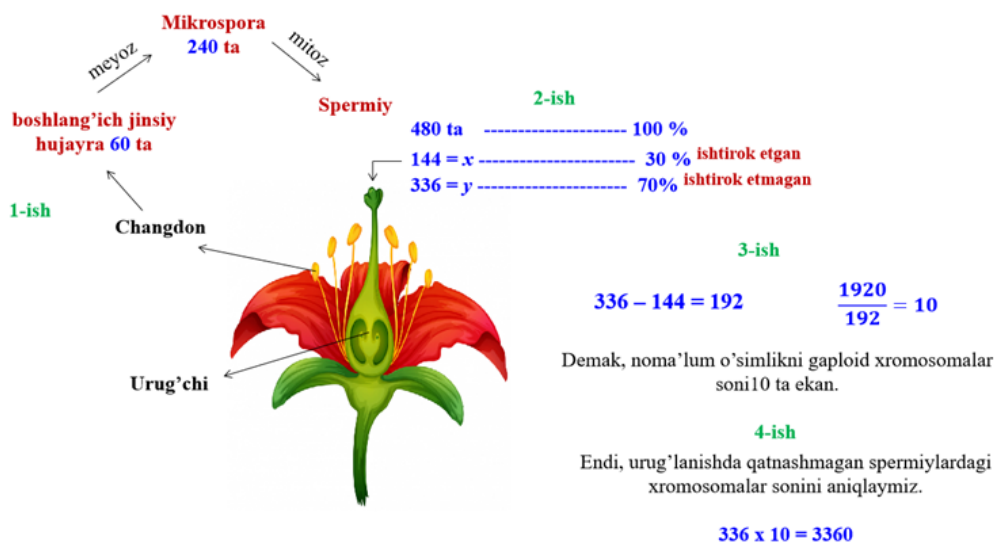 Mikrospora
240 ta
meyoz
mitoz
boshlang'ich jinsiy
hujayra 60 ta
Spermiy
1-ish
Changdon
Urug'chi
2-ish
480 ta --------------------- 100 %
144 = x ----------------------- 30 % ishtirok etgan
336 = y --------------------- 70% ishtirok etmagan
3-ish
336 – 144 = 192
1920
192 = 10
Demak, noma'lum o'simlikni gaploid xromosomalar
soni10 ta ekan.
4-ish
Endi, urug'lanishda qatnashmagan spermiylardagi
xromosomalar sonini aniqlaymiz.
336 x 10 = 3360